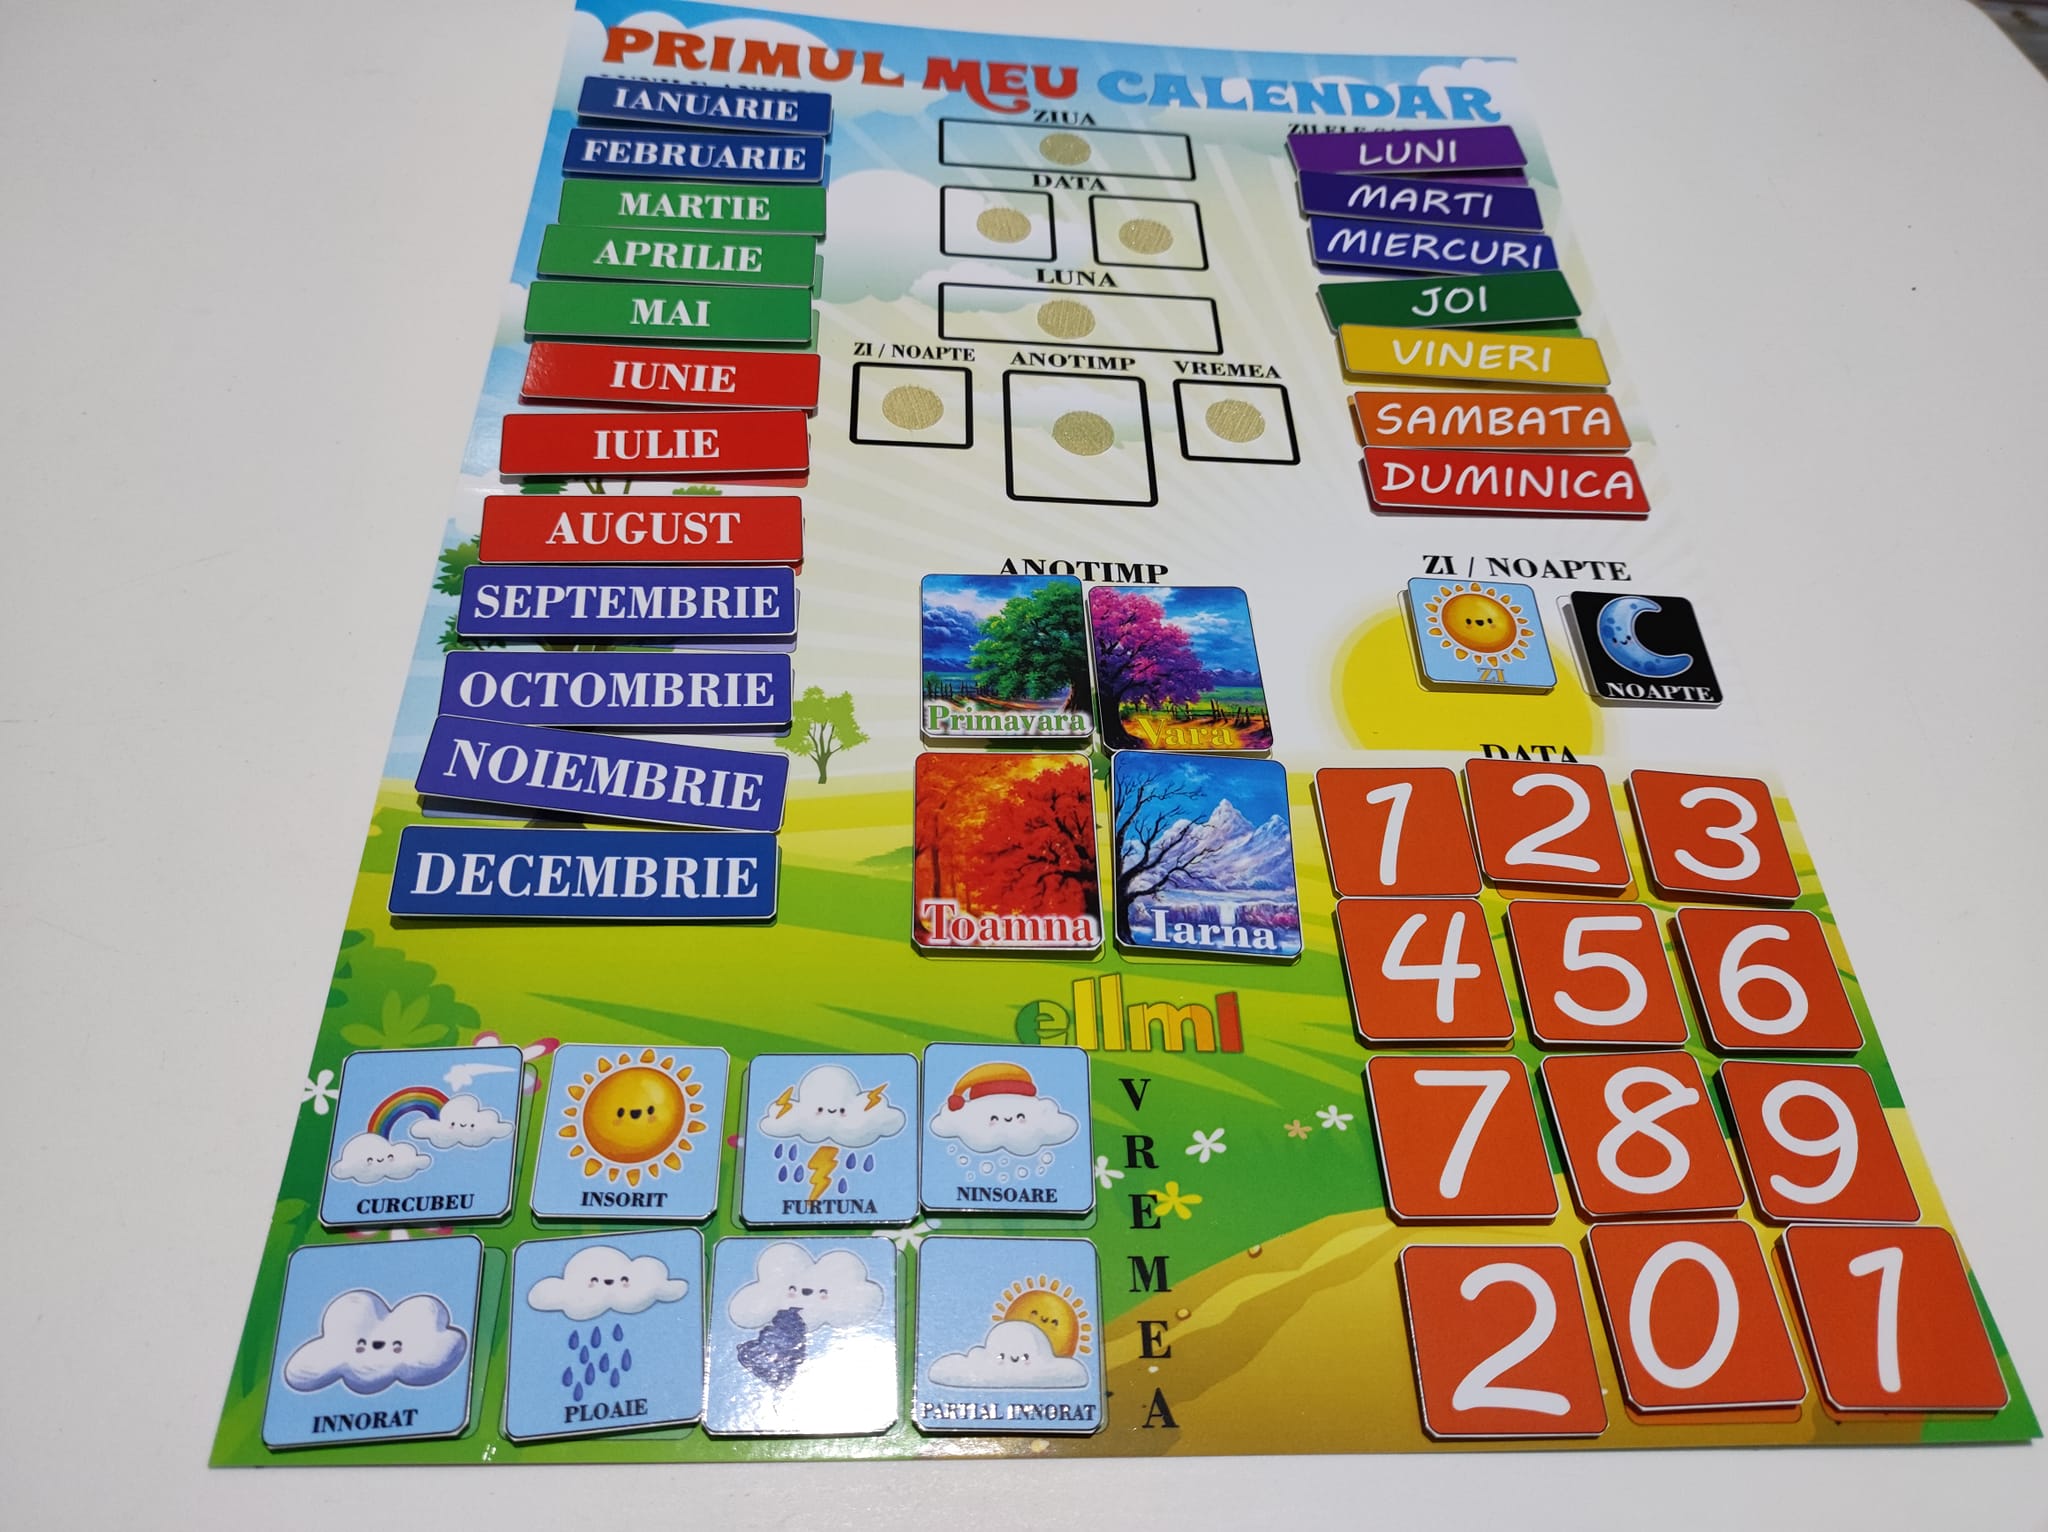 PRIMUL MEU CALENDAR
IANUARIE
FEBRUARIE
MARTIE
APRILIE
MAI
IUNIE
IULIE
AUGUST
SEPTEMBRIE
OCTOMBRIE
NOIEMBRIE
DECEMBRIE
ZIUA
DATA
LUNA
ZI / NOAPTE
ANOTIMP
VREMEA
LUNI
MARTI
MIERCURI
JOI
VINERI
SAMBATA
DUMINICA
ANOTIMP
Primavara
Vara
Toamna
Iarna
ZI / NOAPTE
ZI
NOAPTE
DATA
1 2 3
4 5 6
7 8 9
2 0 1
ellmi
VREMEA
CURCUBEU
INSORIT
FURTUNA
NINSOARE
INNORAT
PLOAIE
PARTIAL INNORAT